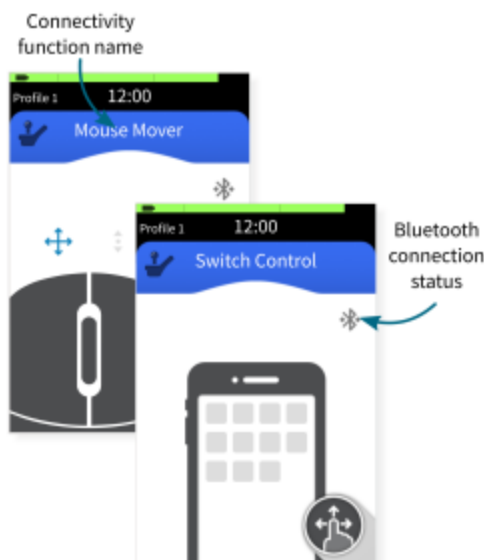 Connectivity
function name
Profile 1 12:00
Mouse Mover
Profile 1 12:00
Switch Control
Bluetooth
connection
status